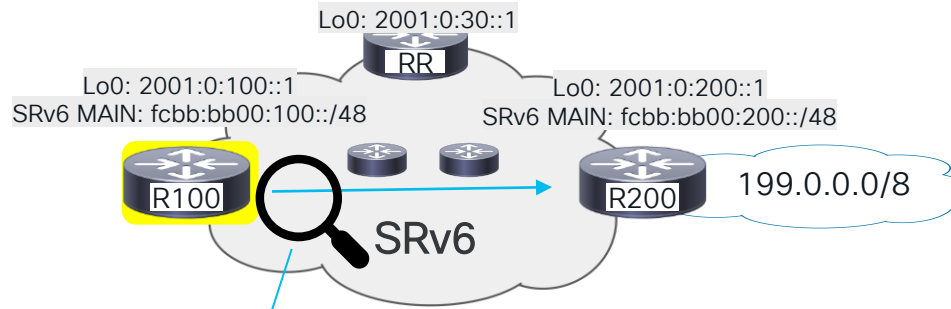 Lo0: 2001:0:30::1
RR
Lo0: 2001:0:100::1
SRv6 MAIN: fcbb:bb00:100::/48
Lo0: 2001:0:200::1
SRv6 MAIN: fcbb:bb00:200::/48
R100
R200
199.0.0.0/8
SRv6